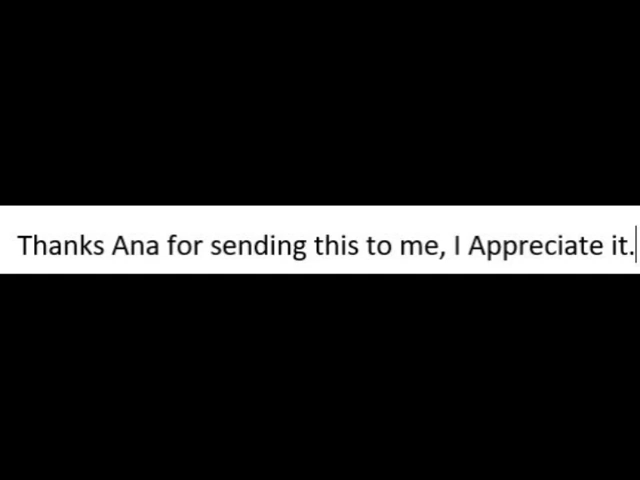 Thanks Ana for sending this to me, I Appreciate it.